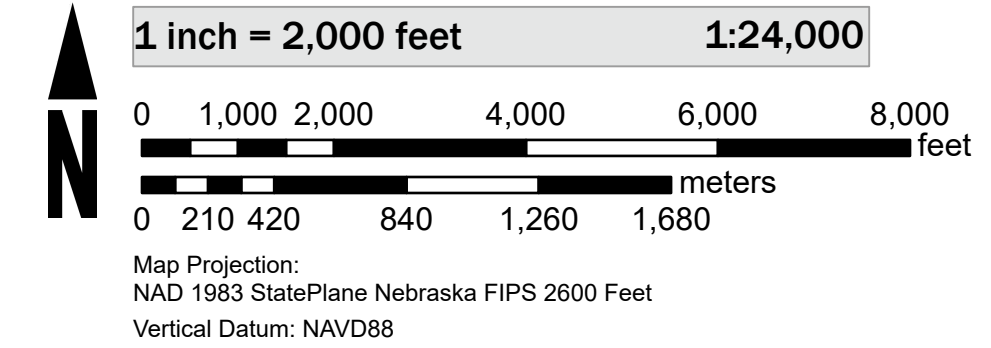 1 inch = 2,000 feet 1:24,000
0 1,000 2,000 4,000 6,000 8,000
feet
N
meters
0 210 420 840 1,260 1,680
Map Projection:
NAD 1983 StatePlane Nebraska FIPS 2600 Feet
Vertical Datum: NAVD88